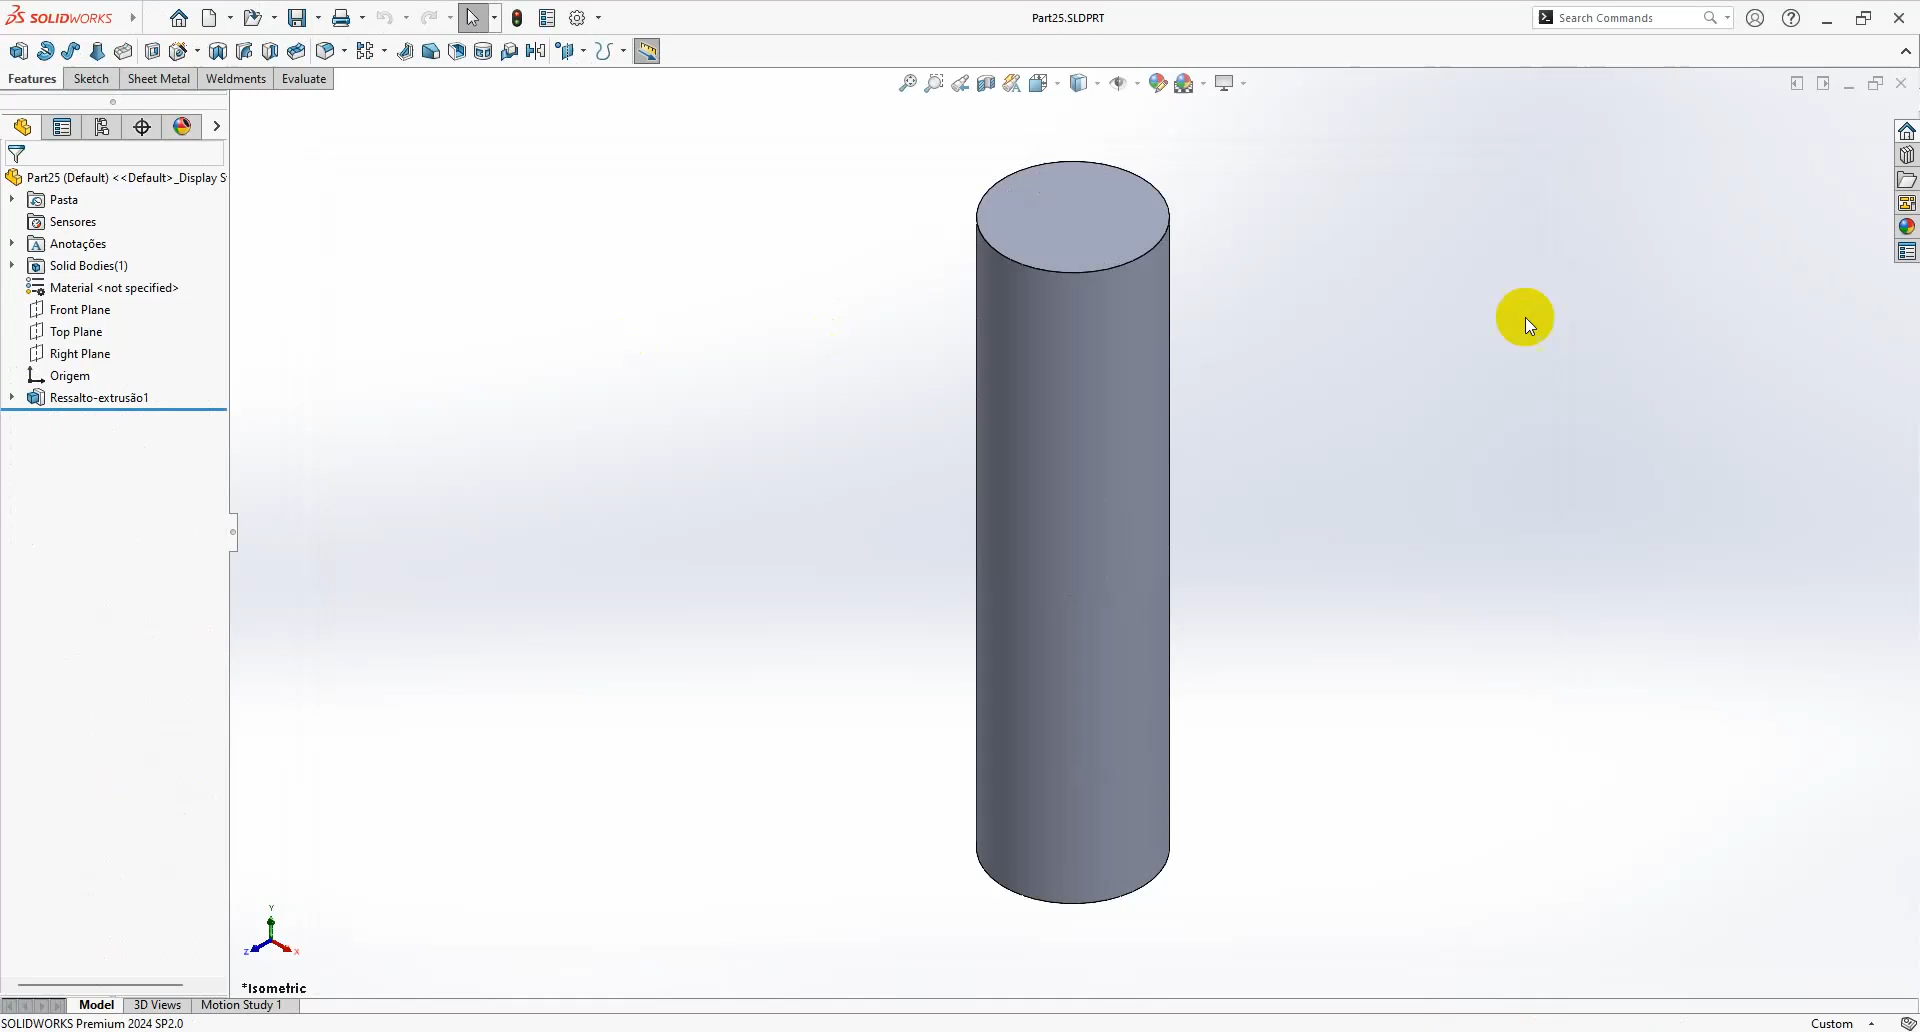 SOLIDWORKS
Part25.SLDPRT
Search Commands
Features Sketch Sheet Metal Weldments Evaluate
Part25 (Default) <<Default>_Display S
Pasta
Sensores
Anotações
Solid Bodies(1)
Material <not specified>
Front Plane
Top Plane
Right Plane
Origem
Ressalto-extrusão1
Y
Z X
*Isometric
Model 3D Views Motion Study 1
SOLIDWORKS Premium 2024 SP2.0
Custom